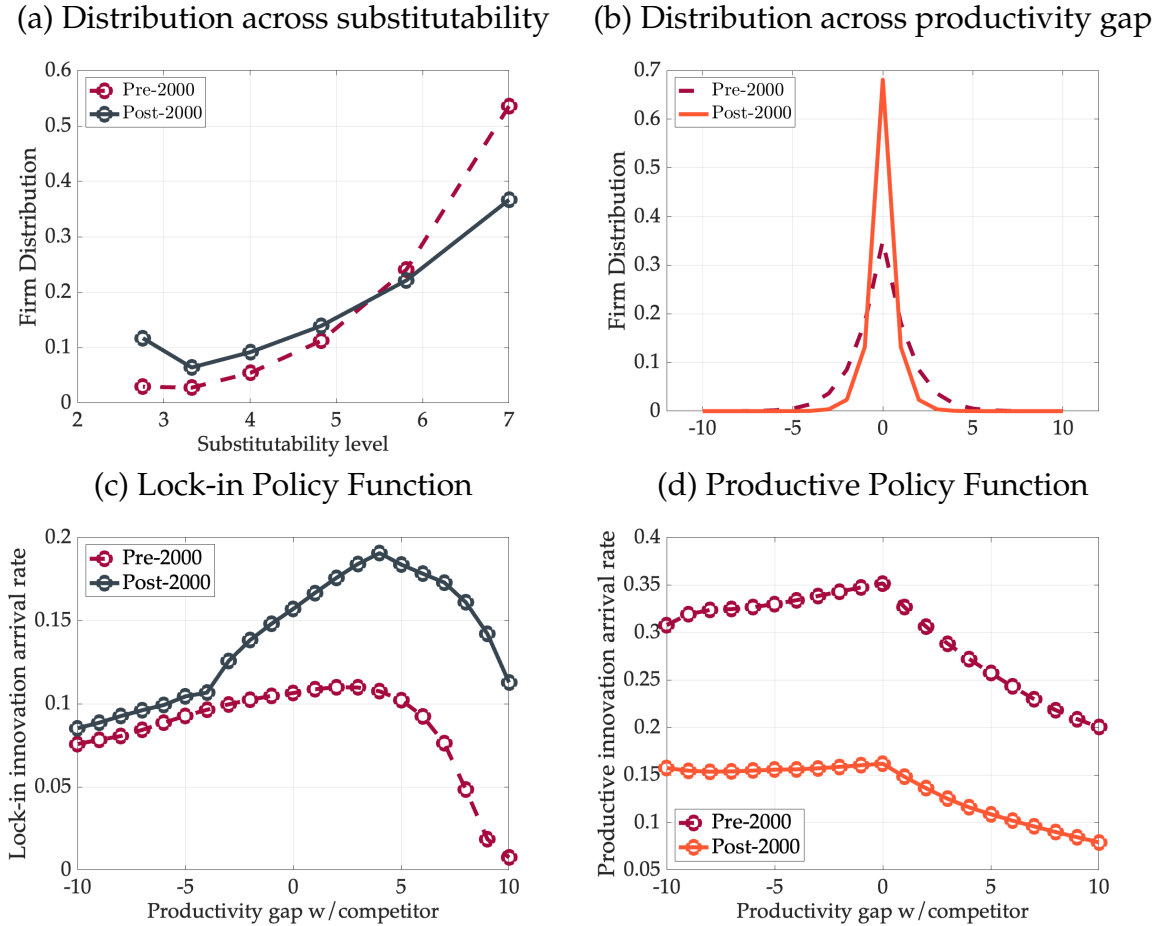 (a) Distribution across substitutability
0.6
0.5
0.4
0.3
0.2
0.1
0
Firm Distribution
Pre-2000
Post-2000
2 3 4 5 6 7
Substitutability level
(b) Distribution across productivity gap
0.7
0.6
0.5
0.4
0.3
0.2
0.1
0
Firm Distribution
Pre-2000
Post-2000
-10 -5 0 5 10
(c) Lock-in Policy Function
0.2
0.15
0.1
0.05
0
Lock-in innovation arrival rate
Pre-2000
Post-2000
-10 -5 0 5 10
Productivity gap w/competitor
(d) Productive Policy Function
0.4
0.35
0.3
0.25
0.2
0.15
0.1
0.05
Productive innovation arrival rate
Pre-2000
Post-2000
-10 -5 0 5 10
Productivity gap w/competitor